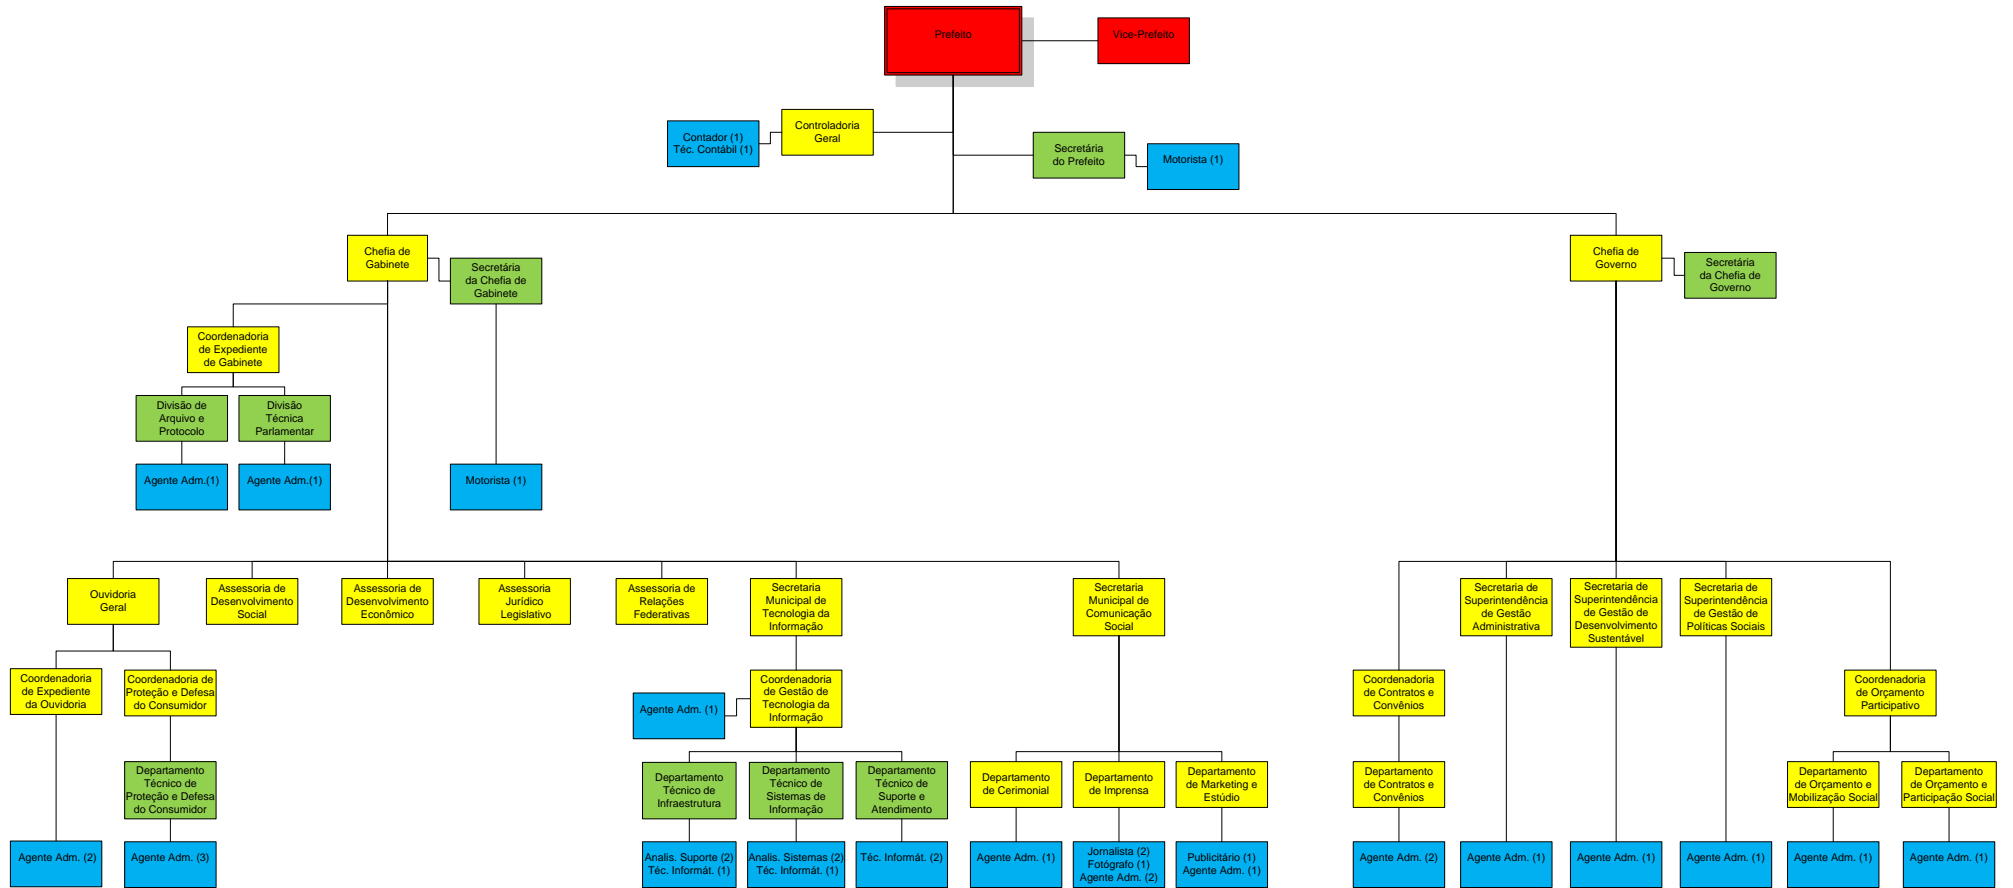 Prefeito
Vice-Prefeito
Controladoria
Geral
Contador (1)
Téc. Contábil (1)
Secretária
do Prefeito
Motorista (1)
Chefia de
Gabinete
Secretária
da Chefia de
Gabinete
Chefia de
Governo
Secretária
da Chefia de
Governo
Coordenadoria
de Expediente
de Gabinete
Divisão de
Arquivo e
Protocolo
Divisão
Técnica
Parlamentar
Agente Adm.(1)
Agente Adm.(1)
Motorista (1)
Ouvidoria
Geral
Assessoria de
Desenvolvimento
Social
Assessoria de
Desenvolvimento
Econômico
Assessoria
Jurídico
Legislativo
Assessoria de
Relações
Federativas
Secretaria
Municipal de
Tecnologia da
Informação
Secretaria
Municipal de
Comunicação
Social
Secretaria de
Superintendência
de Gestão
Administrativa
Secretaria de
Superintendência
de Gestão de
Desenvolvimento
Sustentável
Secretaria de
Superintendência
de Gestão de
Políticas Sociais
Coordenadoria
de Expediente
da Ouvidoria
Coordenadoria de
Proteção e Defesa
do Consumidor
Agente Adm. (1)
Coordenadoria
de Gestão de
Tecnologia da
Informação
Coordenadoria
de Contratos e
Convênios
Coordenadoria
de Orçamento
Participativo
Departamento
Técnico de
Proteção e Defesa
do Consumidor
Departamento
Técnico de
Infraestrutura
Departamento
Técnico de
Sistemas de
Informação
Departamento
Técnico de
Suporte e
Atendimento
Departamento
de Cerimonial
Departamento
de Imprensa
Departamento
de Marketing e
Estúdio
Departamento
de Contratos e
Convênios
Departamento
de Orçamento e
Mobilização Social
Departamento
de Orçamento e
Participação Social
Agente Adm. (2)
Agente Adm. (3)
Analis. Suporte (2)
Téc. Informát. (1)
Analis. Sistemas (2)
Téc. Informát. (1)
Téc. Informát. (2)
Agente Adm. (1)
Jornalista (2)
Fotógrafo (1)
Agente Adm. (2)
Publicitário (1)
Agente Adm. (1)
Agente Adm. (2)
Agente Adm. (1)
Agente Adm. (1)
Agente Adm. (1)
Agente Adm. (1)
Agente Adm. (1)